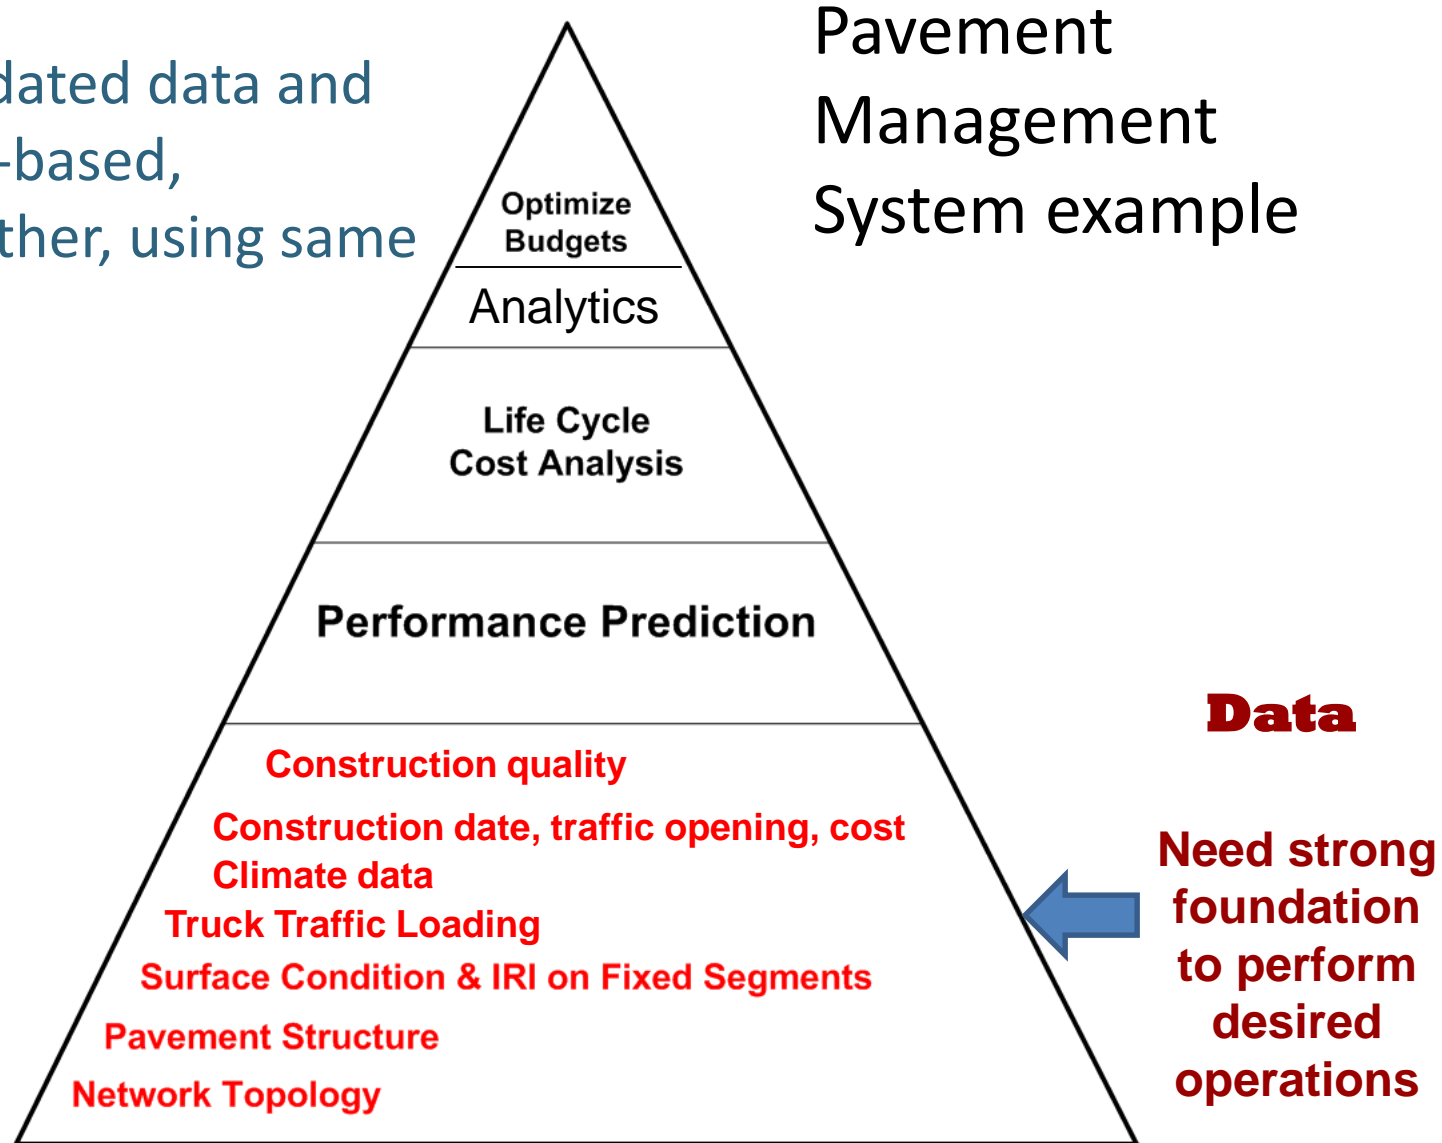 dated data and
-based,
ther, using same
Pavement
Management
System example
Optimize
Budgets
Analytics
Life Cycle
Cost Analysis
Performance Prediction
Construction quality
Construction date, traffic opening, cost
Climate data
Truck Traffic Loading
Surface Condition & IRI on Fixed Segments
Pavement Structure
Network Topology
Data
Need strong
foundation
to perform
desired
operations